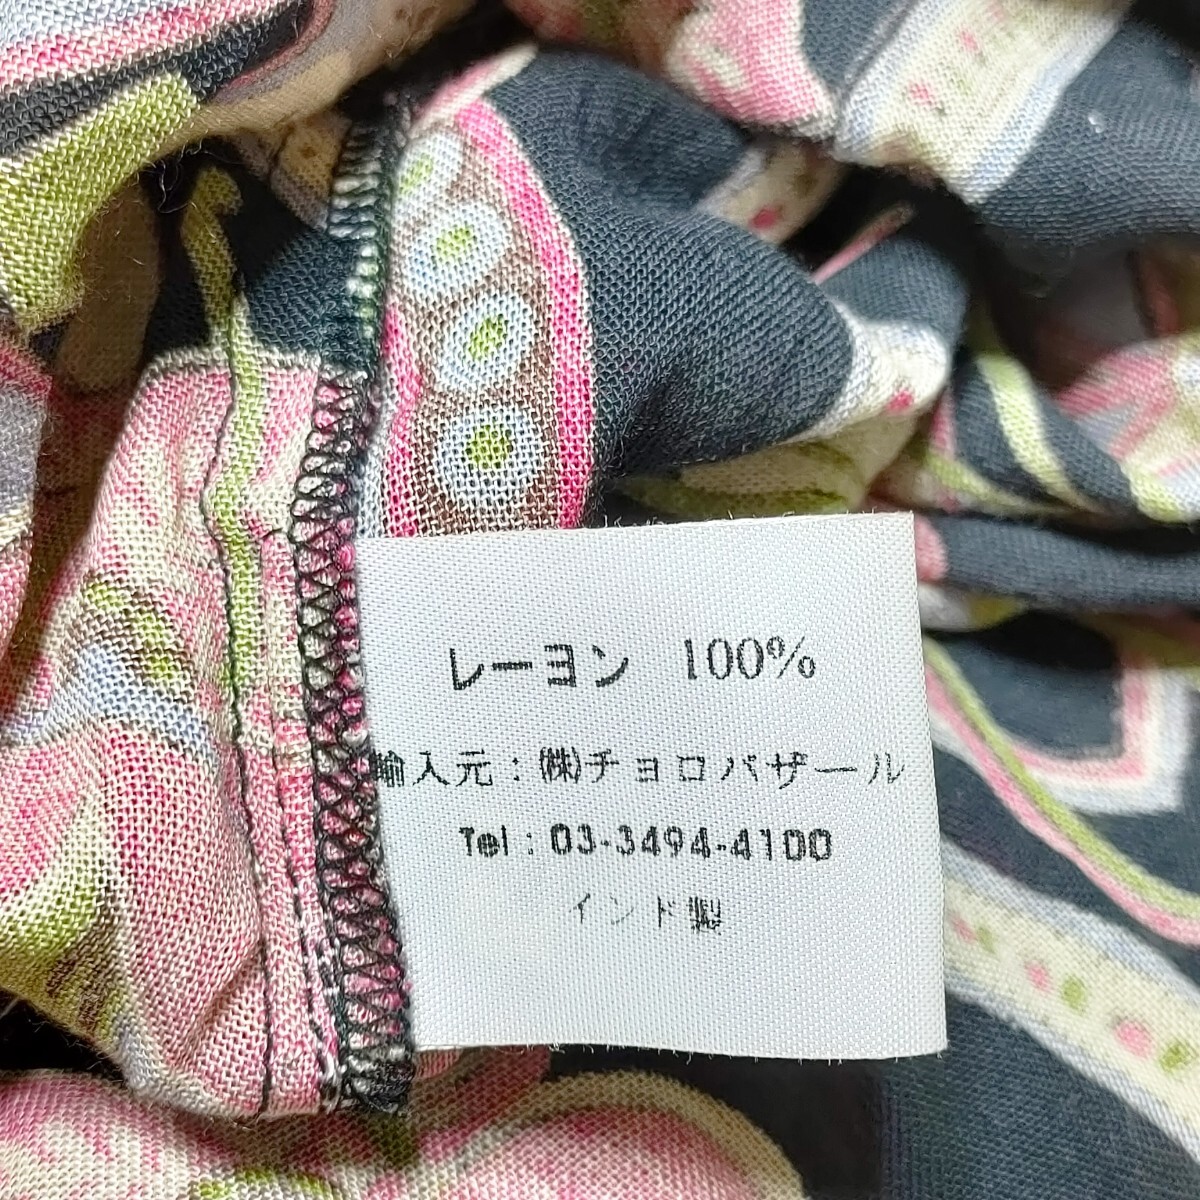 レーヨン 100%
輸入元：㈱チョロバザール
Tel：03-3494-4100
インド製